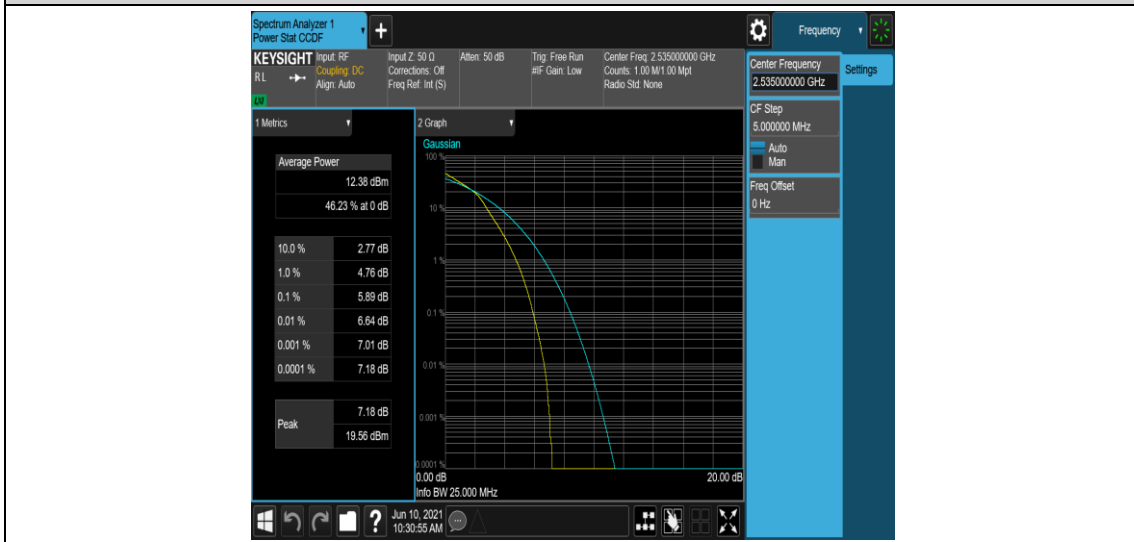 Spectrum Analyzer 1
Power Stat CCDF
Frequency
KEYSIGHT
RL
LXI
Input: RF
Coupling: DC
Align: Auto
Input Z: 50 Ω
Corrections: Off
Freq Ref: Int (S)
Atten: 50 dB
Trig: Free Run
#IF Gain: Low
Center Freq: 2.535000000 GHz
Counts: 1.00 M/1.00 Mpt
Radio Std: None
Center Frequency
2.535000000 GHz
Settings
CF Step
5.000000 MHz
Auto
Man
Freq Offset
0 Hz
1 Metrics
Average Power
12.38 dBm
46.23 % at 0 dB
10.0 % 2.77 dB
1.0 % 4.76 dB
0.1 % 5.89 dB
0.01 % 6.64 dB
0.001 % 7.01 dB
0.0001 % 7.18 dB
Peak
7.18 dB
19.56 dBm
2 Graph
Gaussian
100 %
10 %
1 %
0.1 %
0.01 %
0.001 %
0.0001 %
0.00 dB 20.00 dB
Info BW 25.000 MHz
Jun 10, 2021
10:30:55 AM